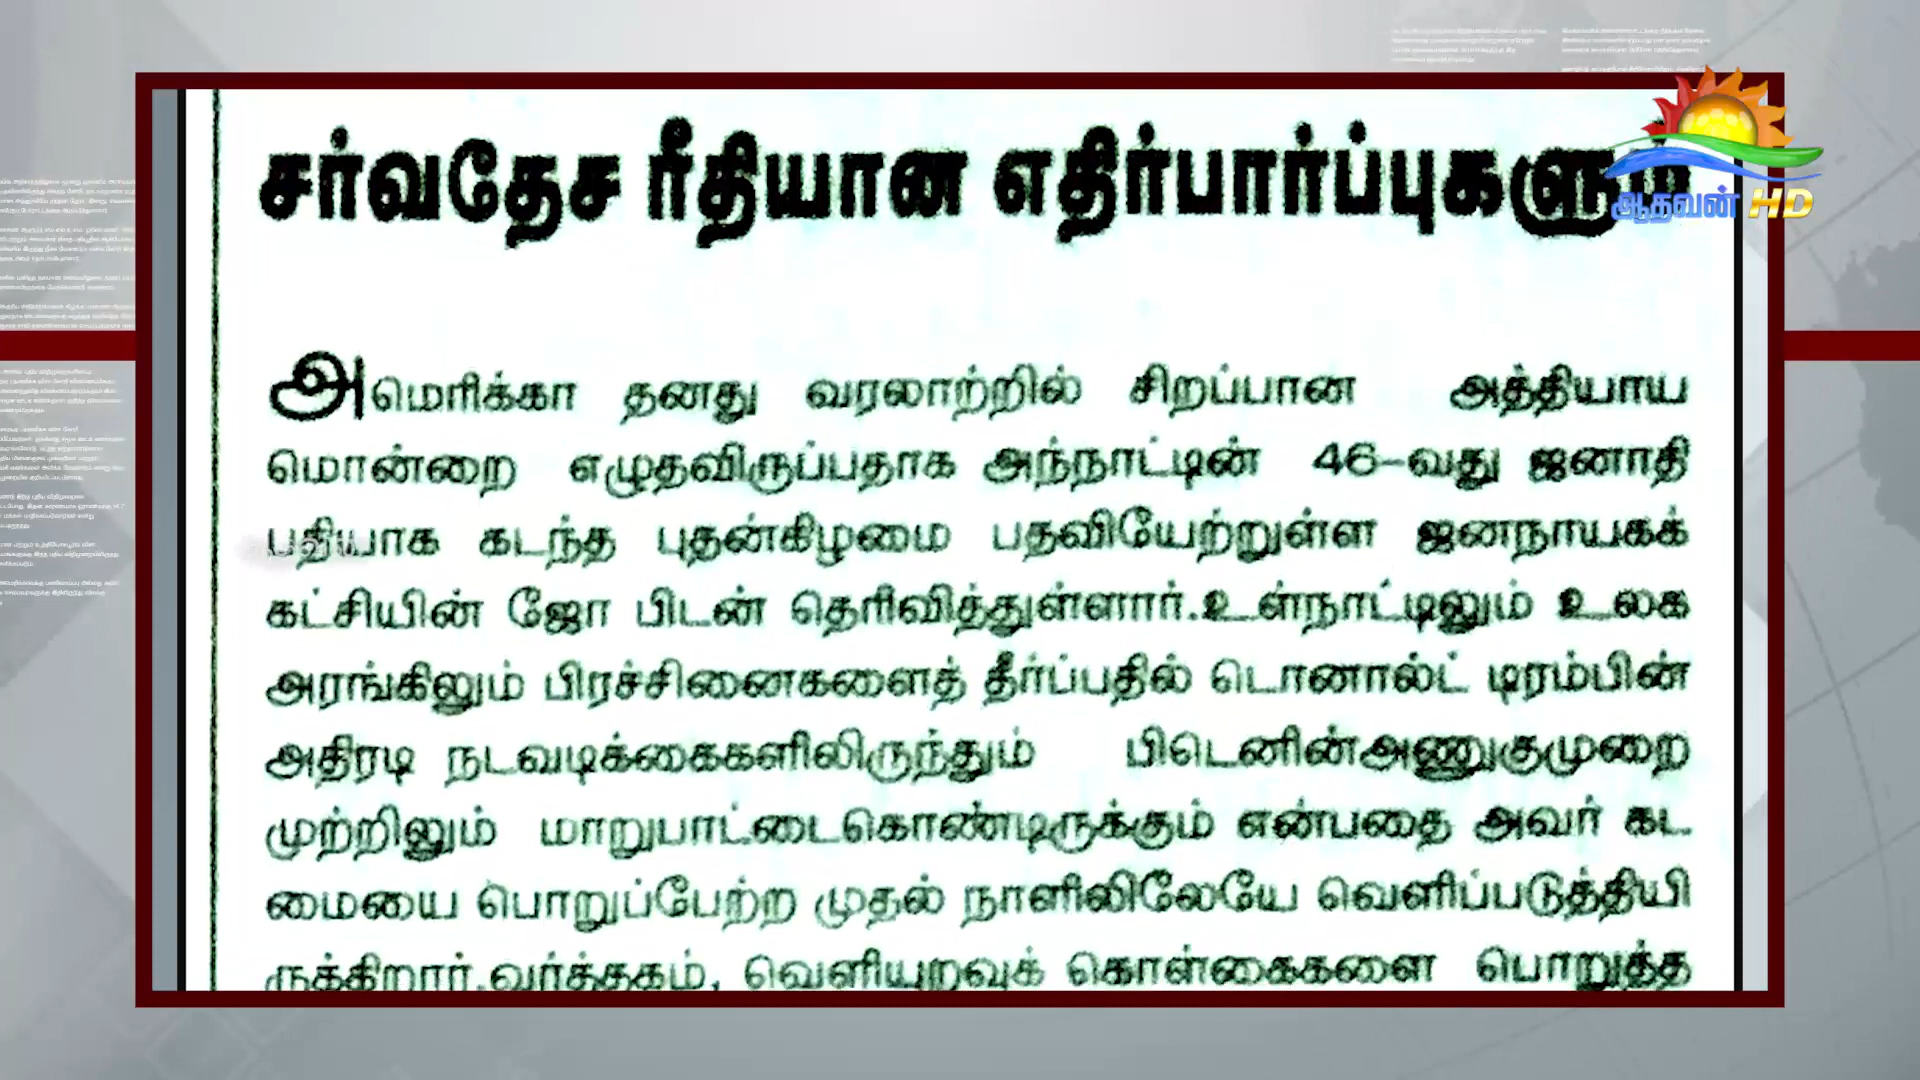 சர்வதேச ரீதியான எதிர்பார்ப்புகளும்
ஆதவன் HD
அமெரிக்கா தனது வரலாற்றில் சிறப்பான அத்தியாய
மொன்றை எழுதவிருப்பதாக அந்நாட்டின் 46-வது ஜனாதி
பதியாக கடந்த புதன்கிழமை பதவியேற்றுள்ள ஜனநாயகக்
கட்சியின் ஜோ பிடன் தெரிவித்துள்ளார்.உள்நாட்டிலும் உலக
அரங்கிலும் பிரச்சினைகளைத் தீர்ப்பதில் டொனால்ட் டிரம்பின்
அதிரடி நடவடிக்கைகளிலிருந்தும் பிடெனின்அணுகுமுறை
முற்றிலும் மாறுபாட்டைகொண்டிருக்கும் என்பதை அவர் கட
மையை பொறுப்பேற்ற முதல் நாளிலிலேயே வெளிப்படுத்தியி
ருக்கிறார்.வர்த்தகம், வெளியுறவுக் கொள்கைகளை பொறுத்த